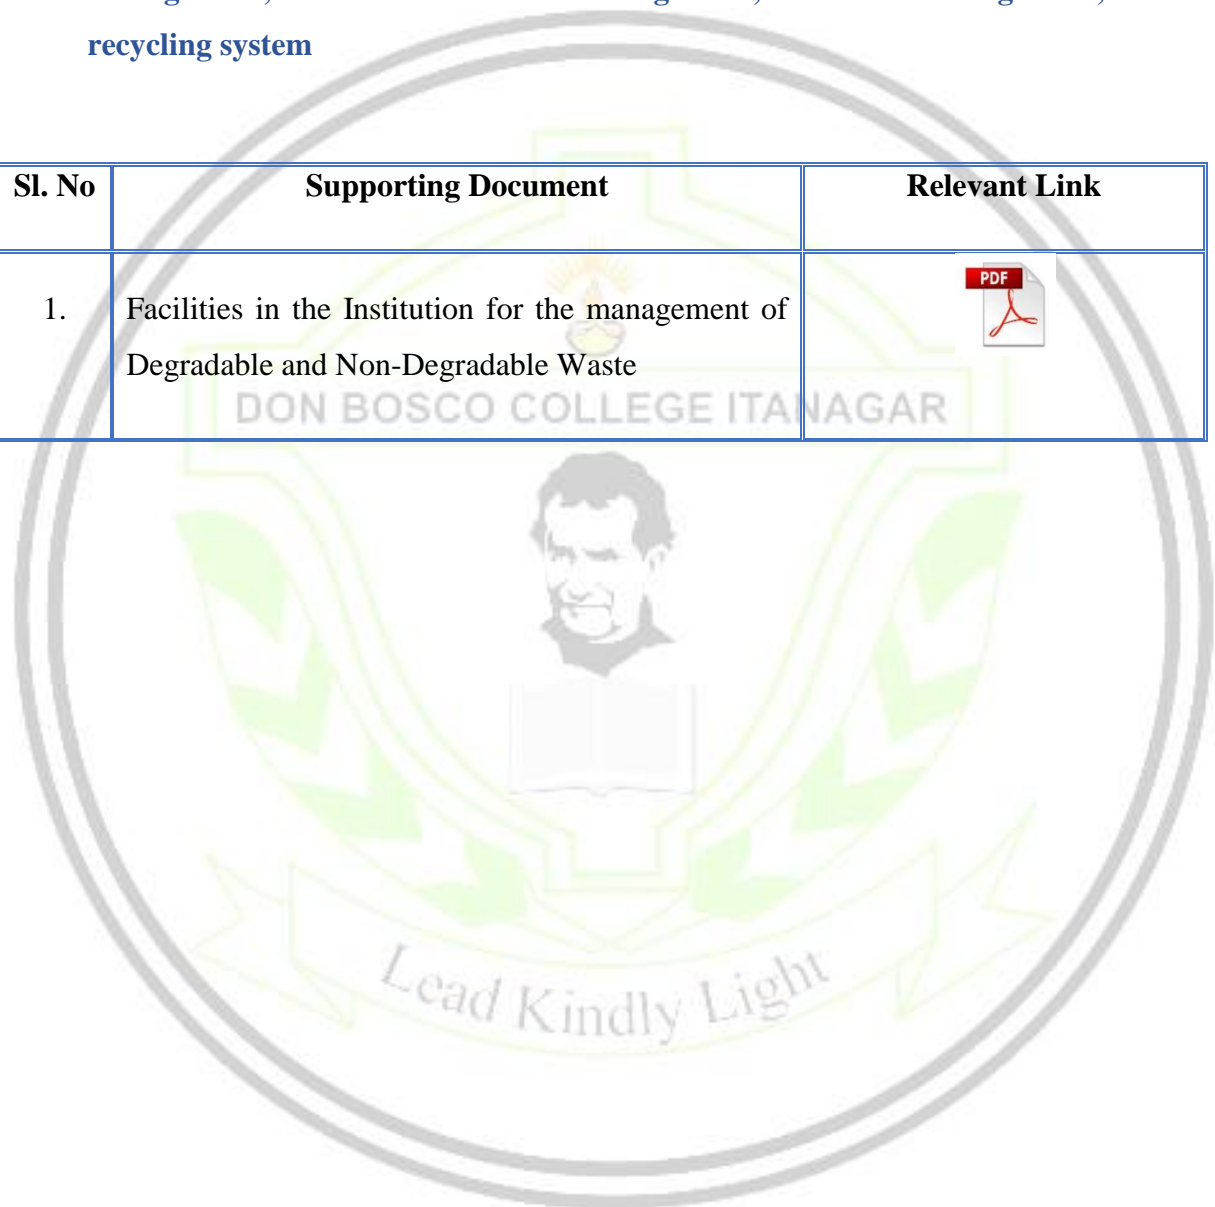 recycling system
Sl. No Supporting Document Relevant Link
1. Facilities in the Institution for the management of
Degradable and Non-Degradable Waste
PDF
DON BOSCO COLLEGE ITANAGAR
Lead Kindly Light